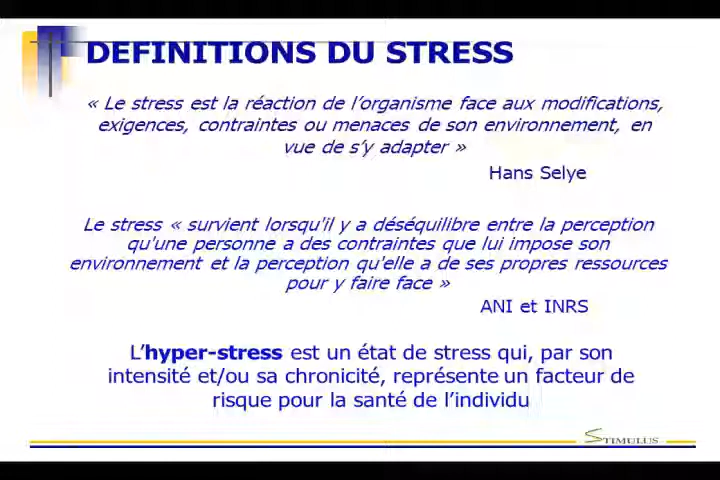 DEFINITIONS DU STRESS
« Le stress est la réaction de l’organisme face aux modifications,
exigences, contraintes ou menaces de son environnement, en
vue de s’y adapter »
Hans Selye
Le stress « survient lorsqu'il y a déséquilibre entre la perception
qu'une personne a des contraintes que lui impose son
environnement et la perception qu'elle a de ses propres ressources
pour y faire face »
ANI et INRS
L’hyper-stress est un état de stress qui, par son
intensité et/ou sa chronicité, représente un facteur de
risque pour la santé de l’individu
STIMULUS